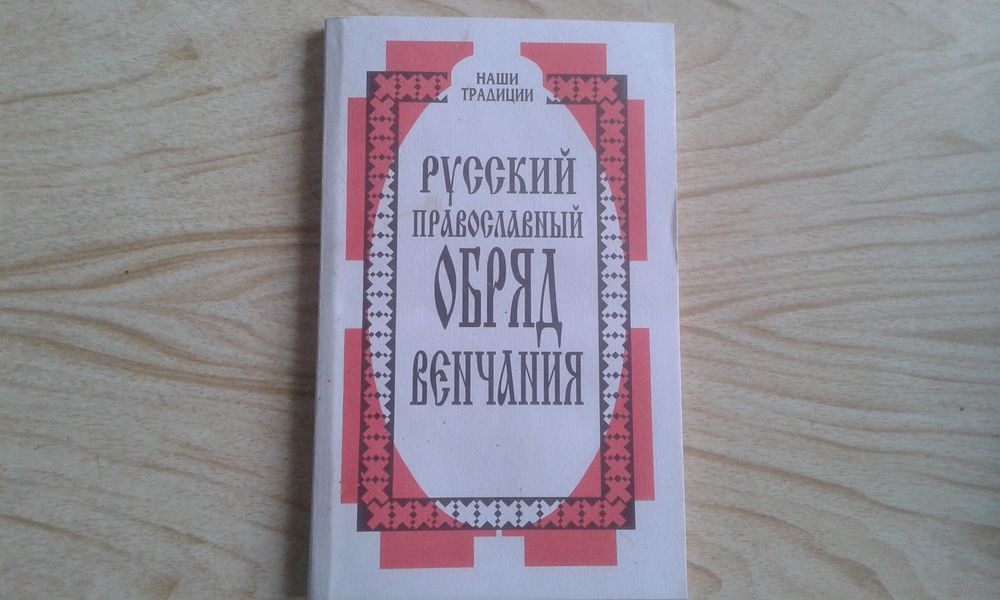 НАШИ
ТРАДИЦИИ
РУССКИЙ
ПРАВОСЛАВНЫЙ
ОБРЯД
ВЕНЧАНИЯ